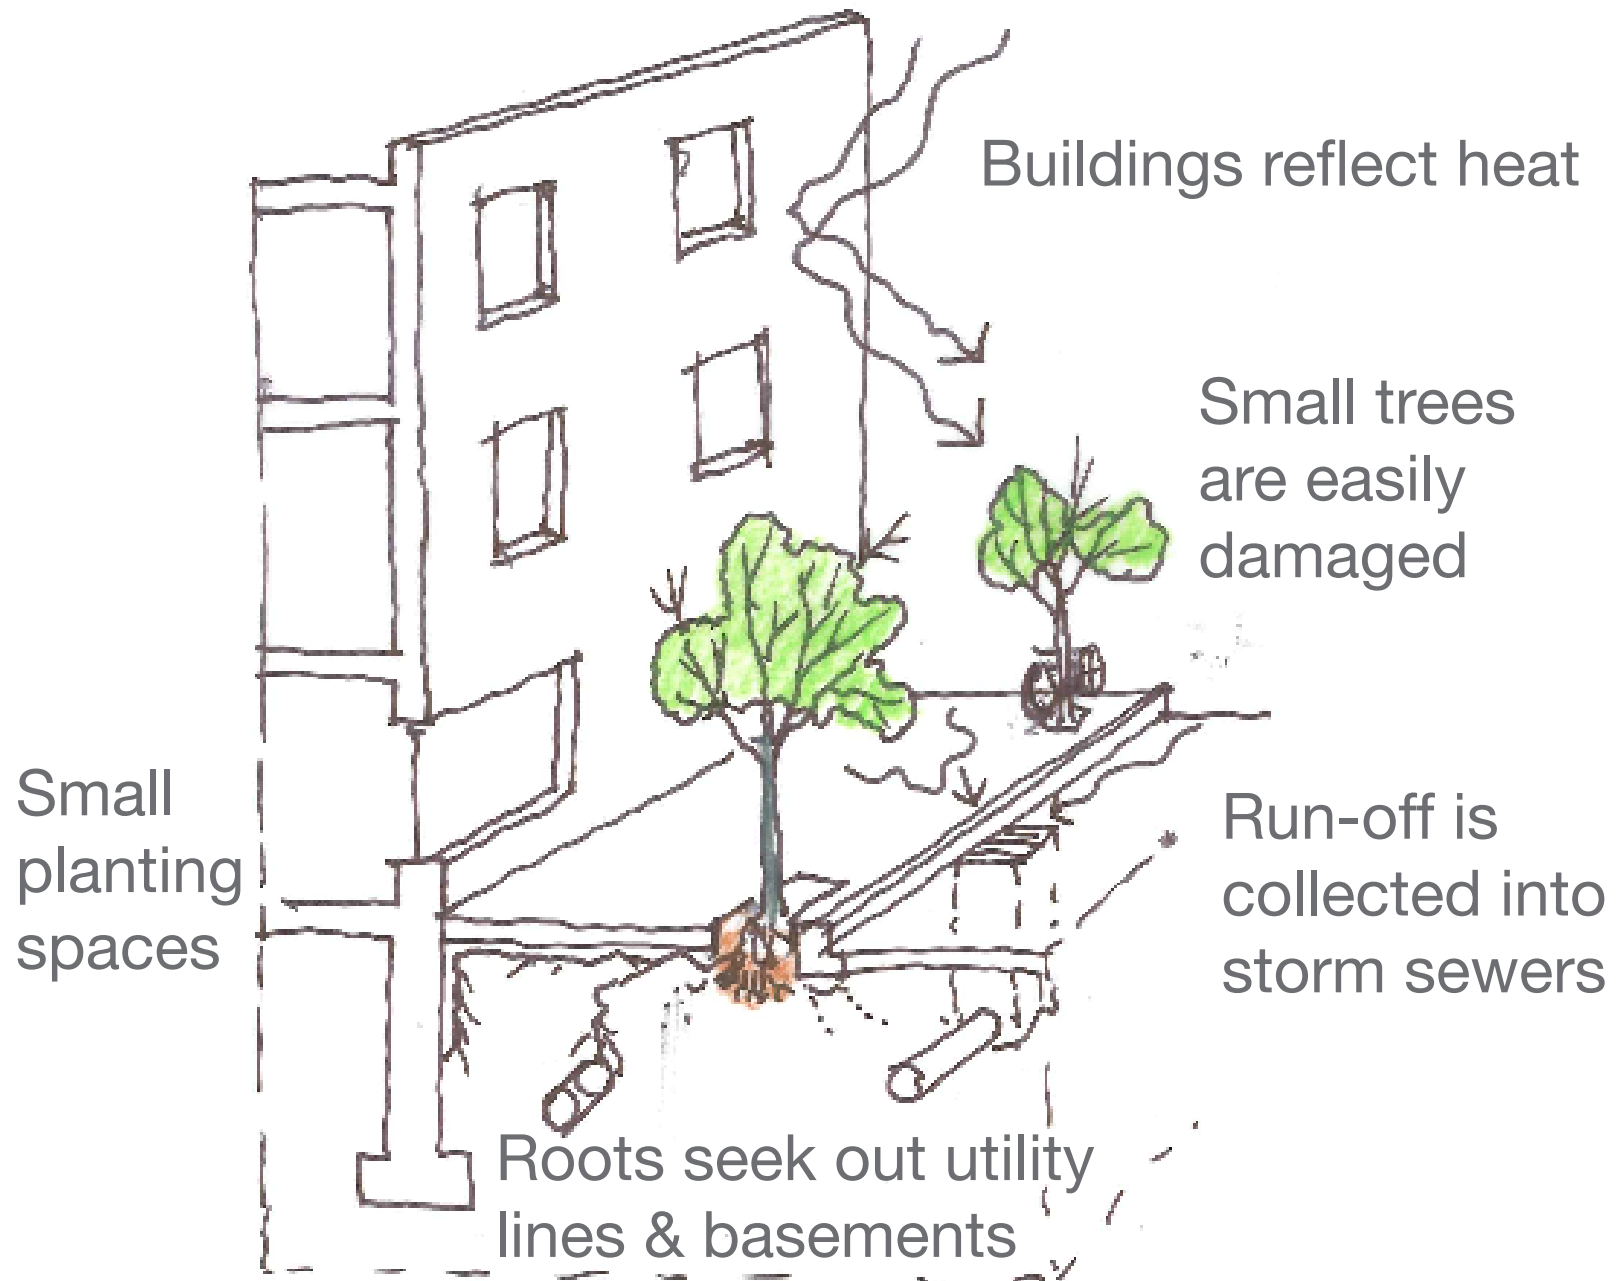 Buildings reflect heat
Small trees
are easily
damaged
Small
planting
spaces
Run-off is
collected into
storm sewers
Roots seek out utility
lines & basements